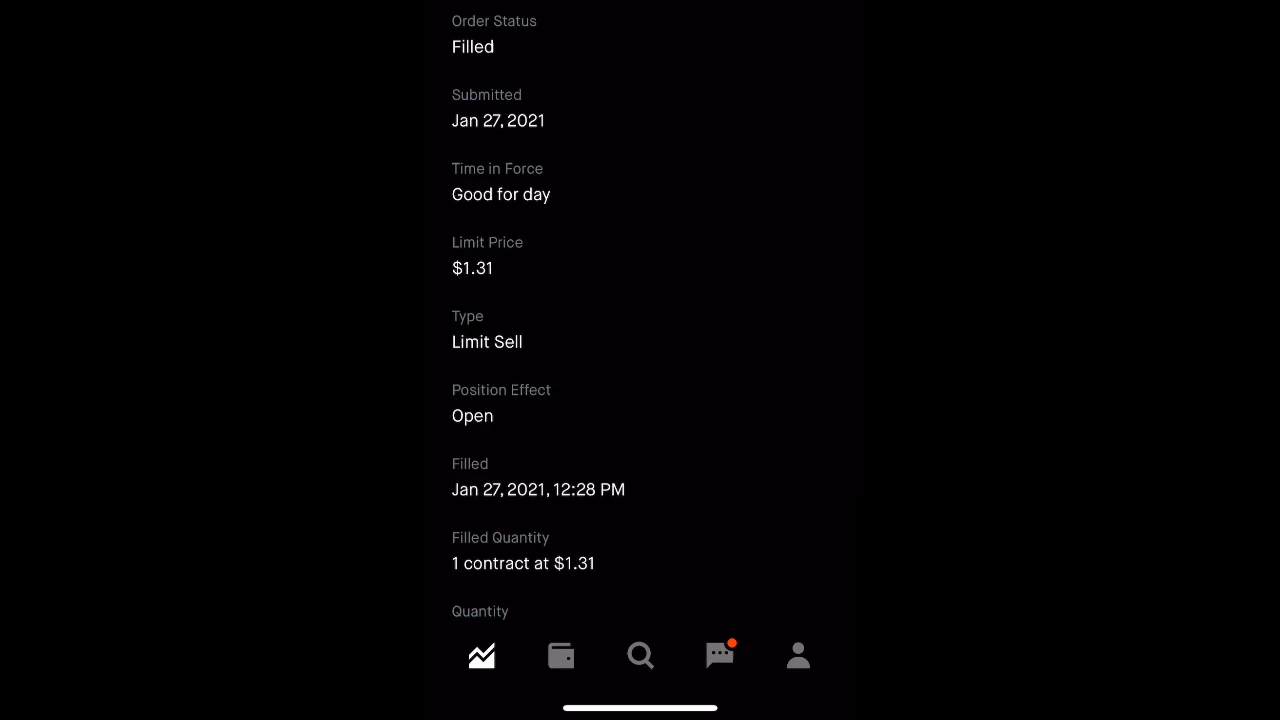 Order Status
Filled
Submitted
Jan 27, 2021
Time in Force
Good for day
Limit Price
$1.31
Type
Limit Sell
Position Effect
Open
Filled
Jan 27, 2021, 12:28 PM
Filled Quantity
1 contract at $1.31
Quantity